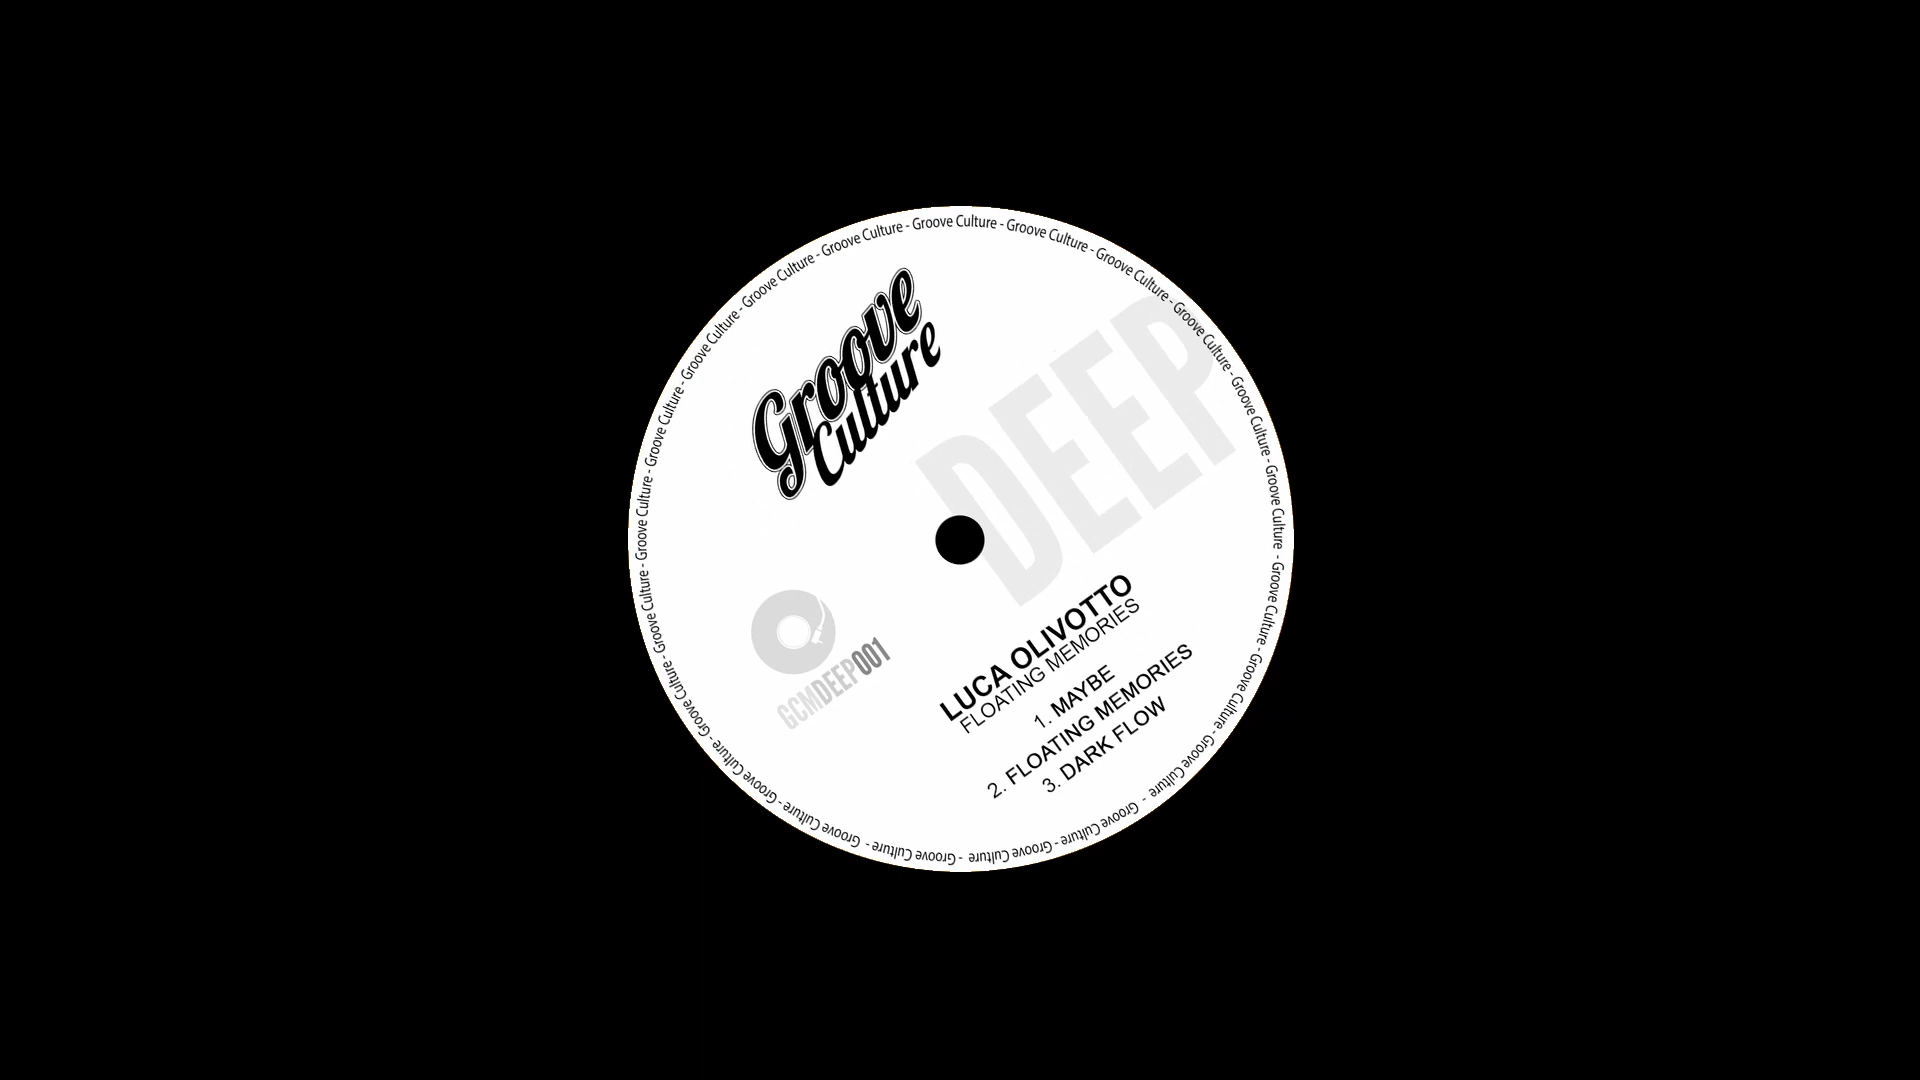 Groove Culture - Groove Culture - Groove Culture - Groove Culture - Groove Culture - Groove Culture - Groove Culture - Groove Culture - Groove Culture - Groove Culture - Groove Culture - Groove Culture - Groove Culture - Groove Culture - Groove Culture - Groove Culture - Groove Culture - Groove Culture - Groove Culture - Groove Culture - Groove Culture - Groove Culture -
Groove
Culture
DEEP
GCMDEEP001
LUCA OLIVOTTO
FLOATING MEMORIES
1. MAYBE
2. FLOATING MEMORIES
3. DARK FLOW